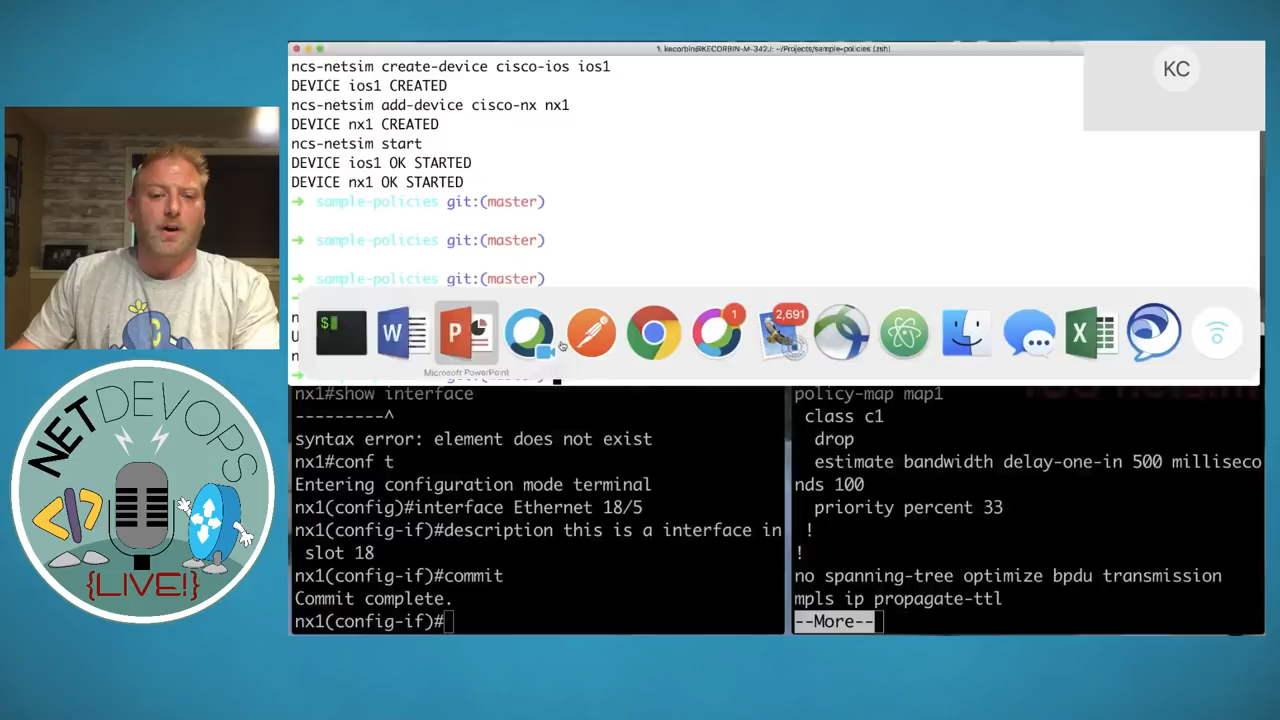 1. kecorbin@KECORBIN-M-342J: ~/Projects/sample-policies (zsh)
ncs-netsim create-device cisco-ios ios1
DEVICE ios1 CREATED
ncs-netsim add-device cisco-nx nx1
DEVICE nx1 CREATED
ncs-netsim start
DEVICE ios1 OK STARTED
DEVICE nx1 OK STARTED
➜ sample-policies git:(master)
➜ sample-policies git:(master)
➜ sample-policies git:(master)
KC
1
2,691
Microsoft PowerPoint
nx1#show interface
---------^
syntax error: element does not exist
nx1#conf t
Entering configuration mode terminal
nx1(config)#interface Ethernet 18/5
nx1(config-if)#description this is a interface in
slot 18
nx1(config-if)#commit
Commit complete.
nx1(config-if)#
policy-map map1
class c1
drop
estimate bandwidth delay-one-in 500 milliseco
nds 100
priority percent 33
!
!
no spanning-tree optimize bpdu transmission
mpls ip propagate-ttl
--More--
NETDEVOPS
{LIVE!}